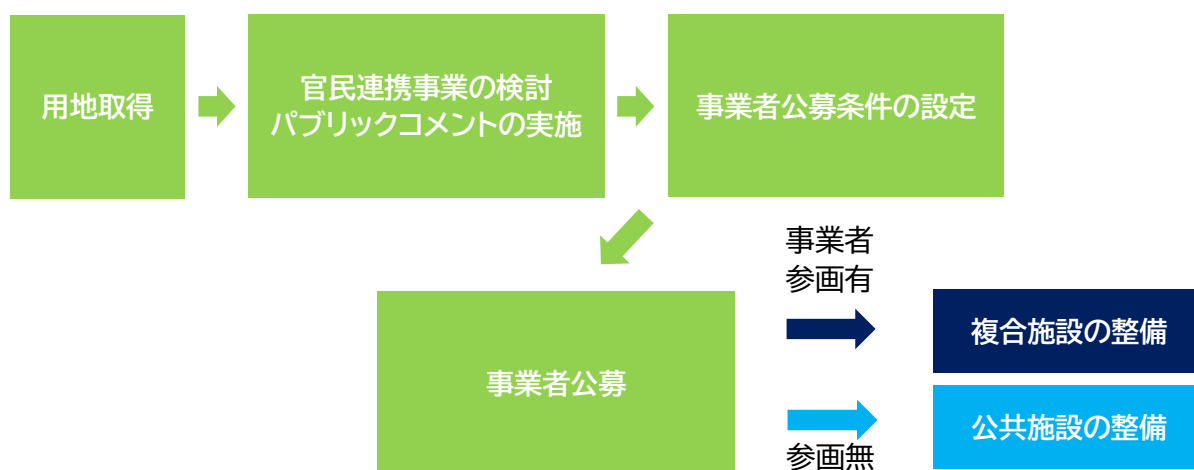 用地取得
官民連携事業の検討
パブリックコメントの実施
事業者公募条件の設定
事業者公募
事業者
参画有
複合施設の整備
参画無
公共施設の整備